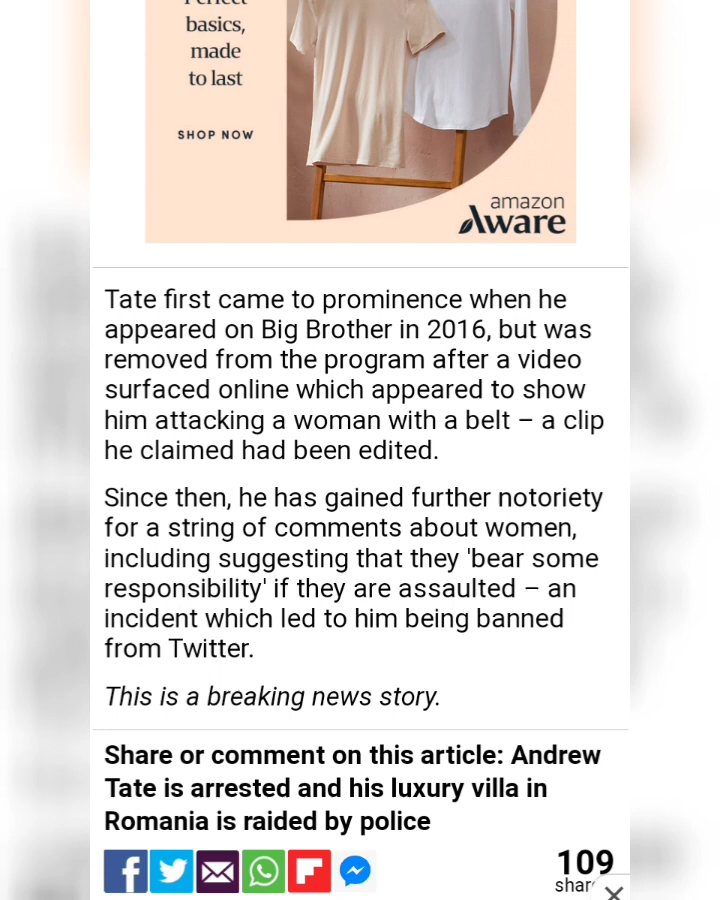 basics,
made
to last
SHOP NOW
amazon
Aware
Tate first came to prominence when he
appeared on Big Brother in 2016, but was
removed from the program after a video
surfaced online which appeared to show
him attacking a woman with a belt – a clip
he claimed had been edited.
Since then, he has gained further notoriety
for a string of comments about women,
including suggesting that they 'bear some
responsibility' if they are assaulted – an
incident which led to him being banned
from Twitter.
This is a breaking news story.
Share or comment on this article: Andrew
Tate is arrested and his luxury villa in
Romania is raided by police
109